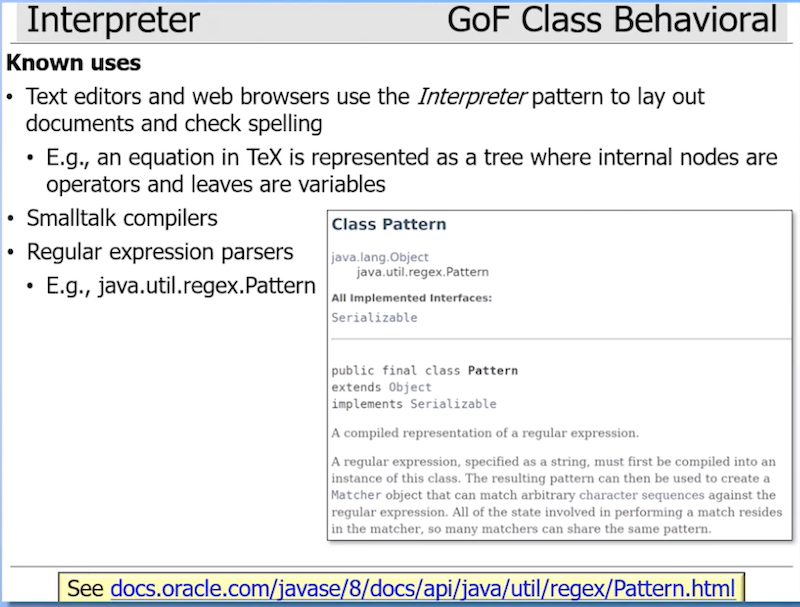 Interpreter GoF Class Behavioral
Known uses
• Text editors and web browsers use the Interpreter pattern to lay out
documents and check spelling
• E.g., an equation in TeX is represented as a tree where internal nodes are
operators and leaves are variables
• Smalltalk compilers
• Regular expression parsers
• E.g., java.util.regex.Pattern
Class Pattern
java.lang.Object
java.util.regex.Pattern
All Implemented Interfaces:
Serializable
public final class Pattern
extends Object
implements Serializable
A compiled representation of a regular expression.
A regular expression, specified as a string, must first be compiled into an
instance of this class. The resulting pattern can then be used to create a
Matcher object that can match arbitrary character sequences against the
regular expression. All of the state involved in performing a match resides
in the matcher, so many matchers can share the same pattern.
See docs.oracle.com/javase/8/docs/api/java/util/regex/Pattern.html